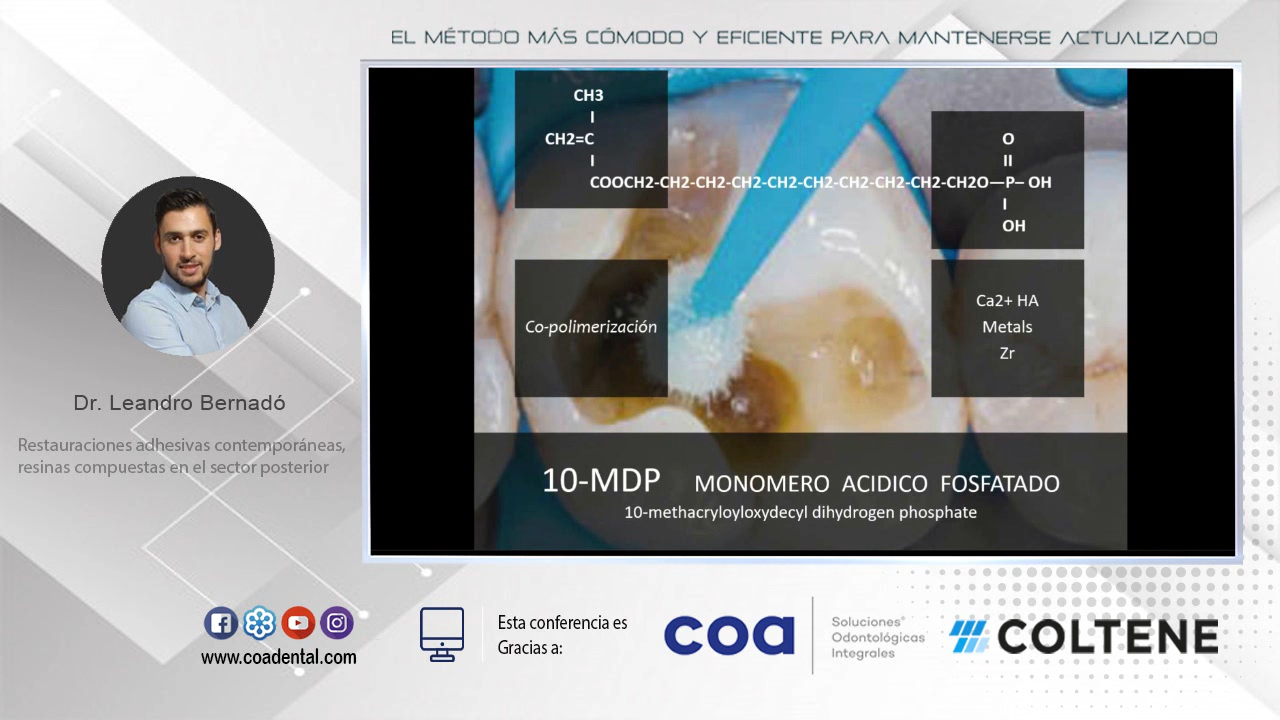 EL MÉTODO MÁS CÓMODO Y EFICIENTE PARA MANTENERSE ACTUALIZADO
CH3
I
CH2=C
I
COOCH2-CH2-CH2-CH2-CH2-CH2-CH2-CH2-CH2-CH2O—P– OH
O
II
I
OH
Co-polimerización
Ca2+ HA
Metals
Zr
10-MDP MONOMERO ACIDICO FOSFATADO
10-methacryloyloxydecyl dihydrogen phosphate
Dr. Leandro Bernadó
Restauraciones adhesivas contemporáneas,
resinas compuestas en el sector posterior
www.coadental.com
Esta conferencia es
Gracias a:
coa
Soluciones®
Odontológicas
Integrales
COLTENE